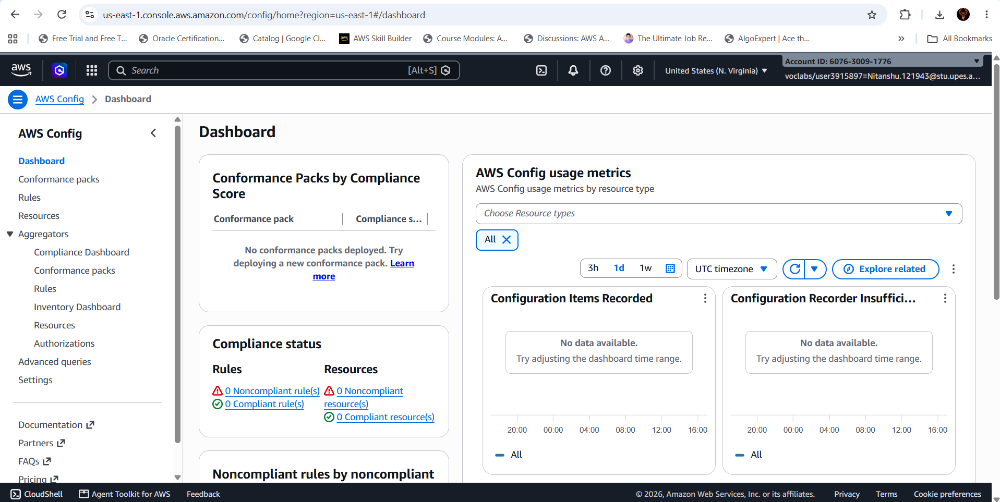 us-east-1.console.aws.amazon.com/config/home?region=us-east-1#/dashboard
Free Trial and Free T...
Oracle Certification...
Catalog | Google Cl...
aws
AWS Skill Builder
Course Modules: A...
Discussions: AWS A...
The Ultimate Job Re...
AlgoExpert | Ace th...
All Bookmarks
aws
Search
[Alt+S]
United States (N. Virginia)
Account ID: 6076-3009-1776
voclabs/user3915897=Nitanshu.121943@stu.upes.a...
AWS Config
Dashboard
AWS Config
Dashboard
Conformance packs
Rules
Resources
Aggregators
Compliance Dashboard
Conformance packs
Rules
Inventory Dashboard
Resources
Authorizations
Advanced queries
Settings
Documentation
Partners
FAQs
Pricing
Dashboard
Conformance Packs by Compliance
Score
Conformance pack
Compliance s...
No conformance packs deployed. Try
deploying a new conformance pack. Learn
more
Compliance status
Rules
0 Noncompliant rule(s)
0 Compliant rule(s)
Resources
0 Noncompliant
resource(s)
0 Compliant resource(s)
Noncompliant rules by noncompliant
AWS Config usage metrics
AWS Config usage metrics by resource type
Choose Resource types
All
3h 1d 1w
UTC timezone
Explore related
Configuration Items Recorded
No data available.
Try adjusting the dashboard time range.
20:00 00:00 04:00 08:00 12:00 16:00
All
Configuration Recorder Insuffici...
No data available.
Try adjusting the dashboard time range.
20:00 00:00 04:00 08:00 12:00 16:00
All
CloudShell
Agent Toolkit for AWS
Feedback
© 2026, Amazon Web Services, Inc. or its affiliates.
Privacy
Terms
Cookie preferences